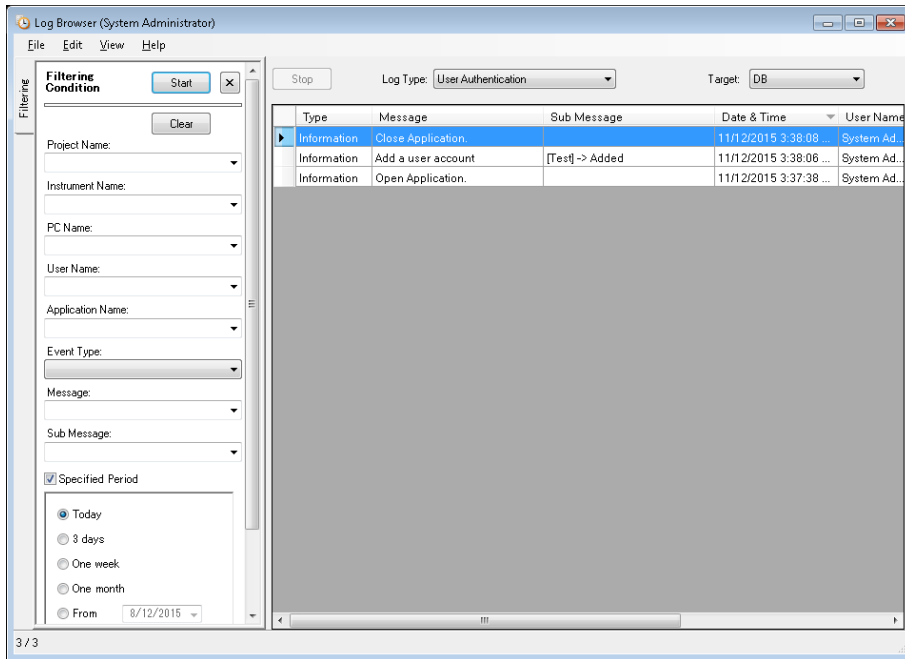 Log Browser (System Administrator)
File Edit View Help
Filtering
Filtering Condition
Start
Clear
Project Name:
Instrument Name:
PC Name:
User Name:
Application Name:
Event Type:
Message:
Sub Message:
Specified Period
Today
3 days
One week
One month
From 8/12/2015
Stop Log Type: User Authentication Target: DB
Type Message Sub Message Date & Time User Name
Information Close Application. 11/12/2015 3:38:08 ... System Ad...
Information Add a user account [Test] -> Added 11/12/2015 3:38:06 ... System Ad...
Information Open Application. 11/12/2015 3:37:38 ... System Ad...
3 / 3